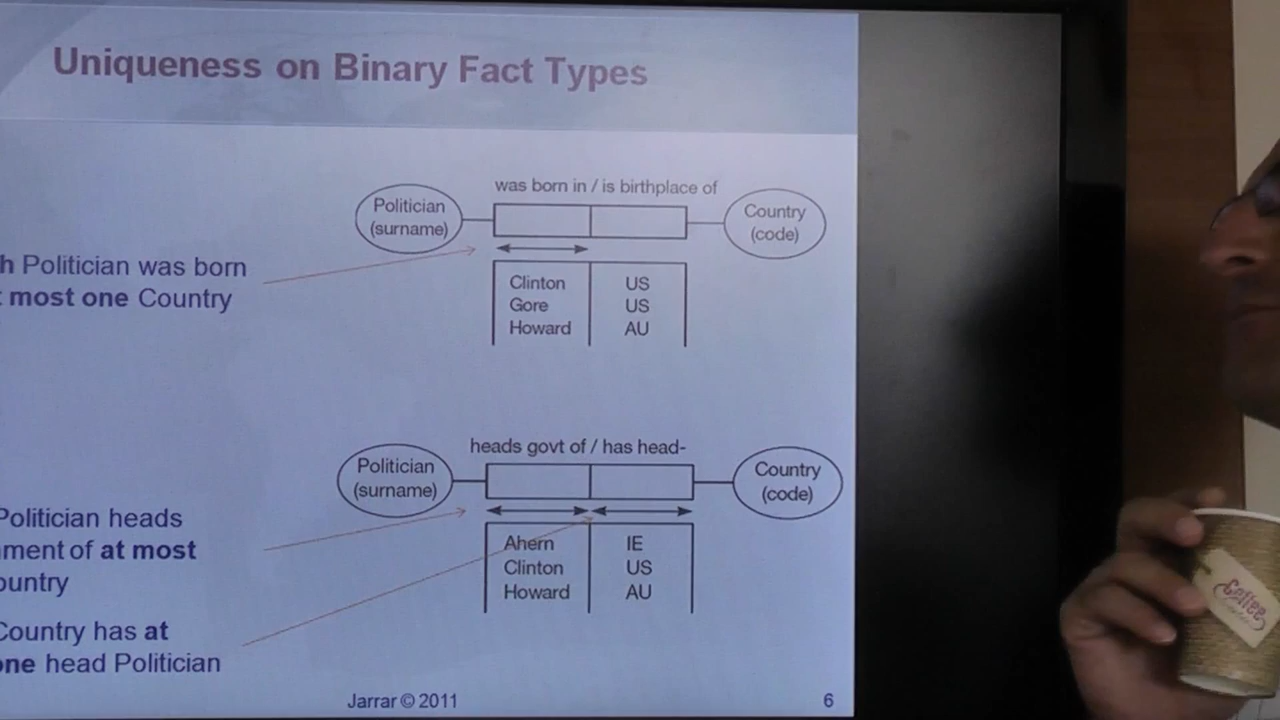 Uniqueness on Binary Fact Types
was born in / is birthplace of
Politician
(surname)
Country
(code)
h Politician was born
most one Country
Clinton US
Gore US
Howard AU
heads govt of / has head-
Politician
(surname)
Country
(code)
Politician heads
nment of at most
ountry
Country has at
one head Politician
Ahern IE
Clinton US
Howard AU
Jarrar © 2011
6
Coffee